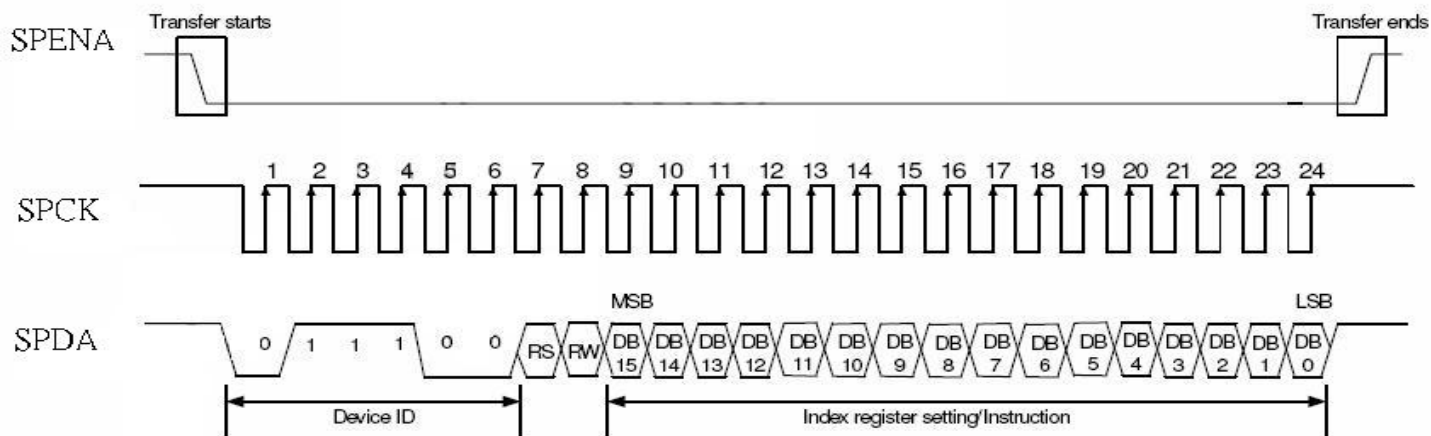 Transfer starts
Transfer ends
SPENA
1 2 3 4 5 6 7 8 9 10 11 12 13 14 15 16 17 18 19 20 21 22 23 24
SPCK
MSB
LSB
SPDA
0 1 1 1 0 0 RS RW DB 15 DB 14 DB 13 DB 12 DB 11 DB 10 DB 9 DB 8 DB 7 DB 6 DB 5 DB 4 DB 3 DB 2 DB 1 DB 0
Device ID
Index register setting/Instruction